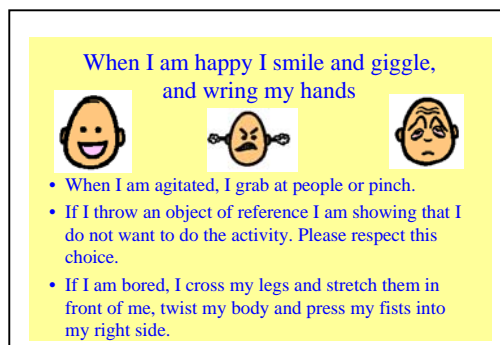 When I am happy I smile and giggle,
and wring my hands
• When I am agitated, I grab at people or pinch.
• If I throw an object of reference I am showing that I
do not want to do the activity. Please respect this
choice.
• If I am bored, I cross my legs and stretch them in
front of me, twist my body and press my fists into
my right side.